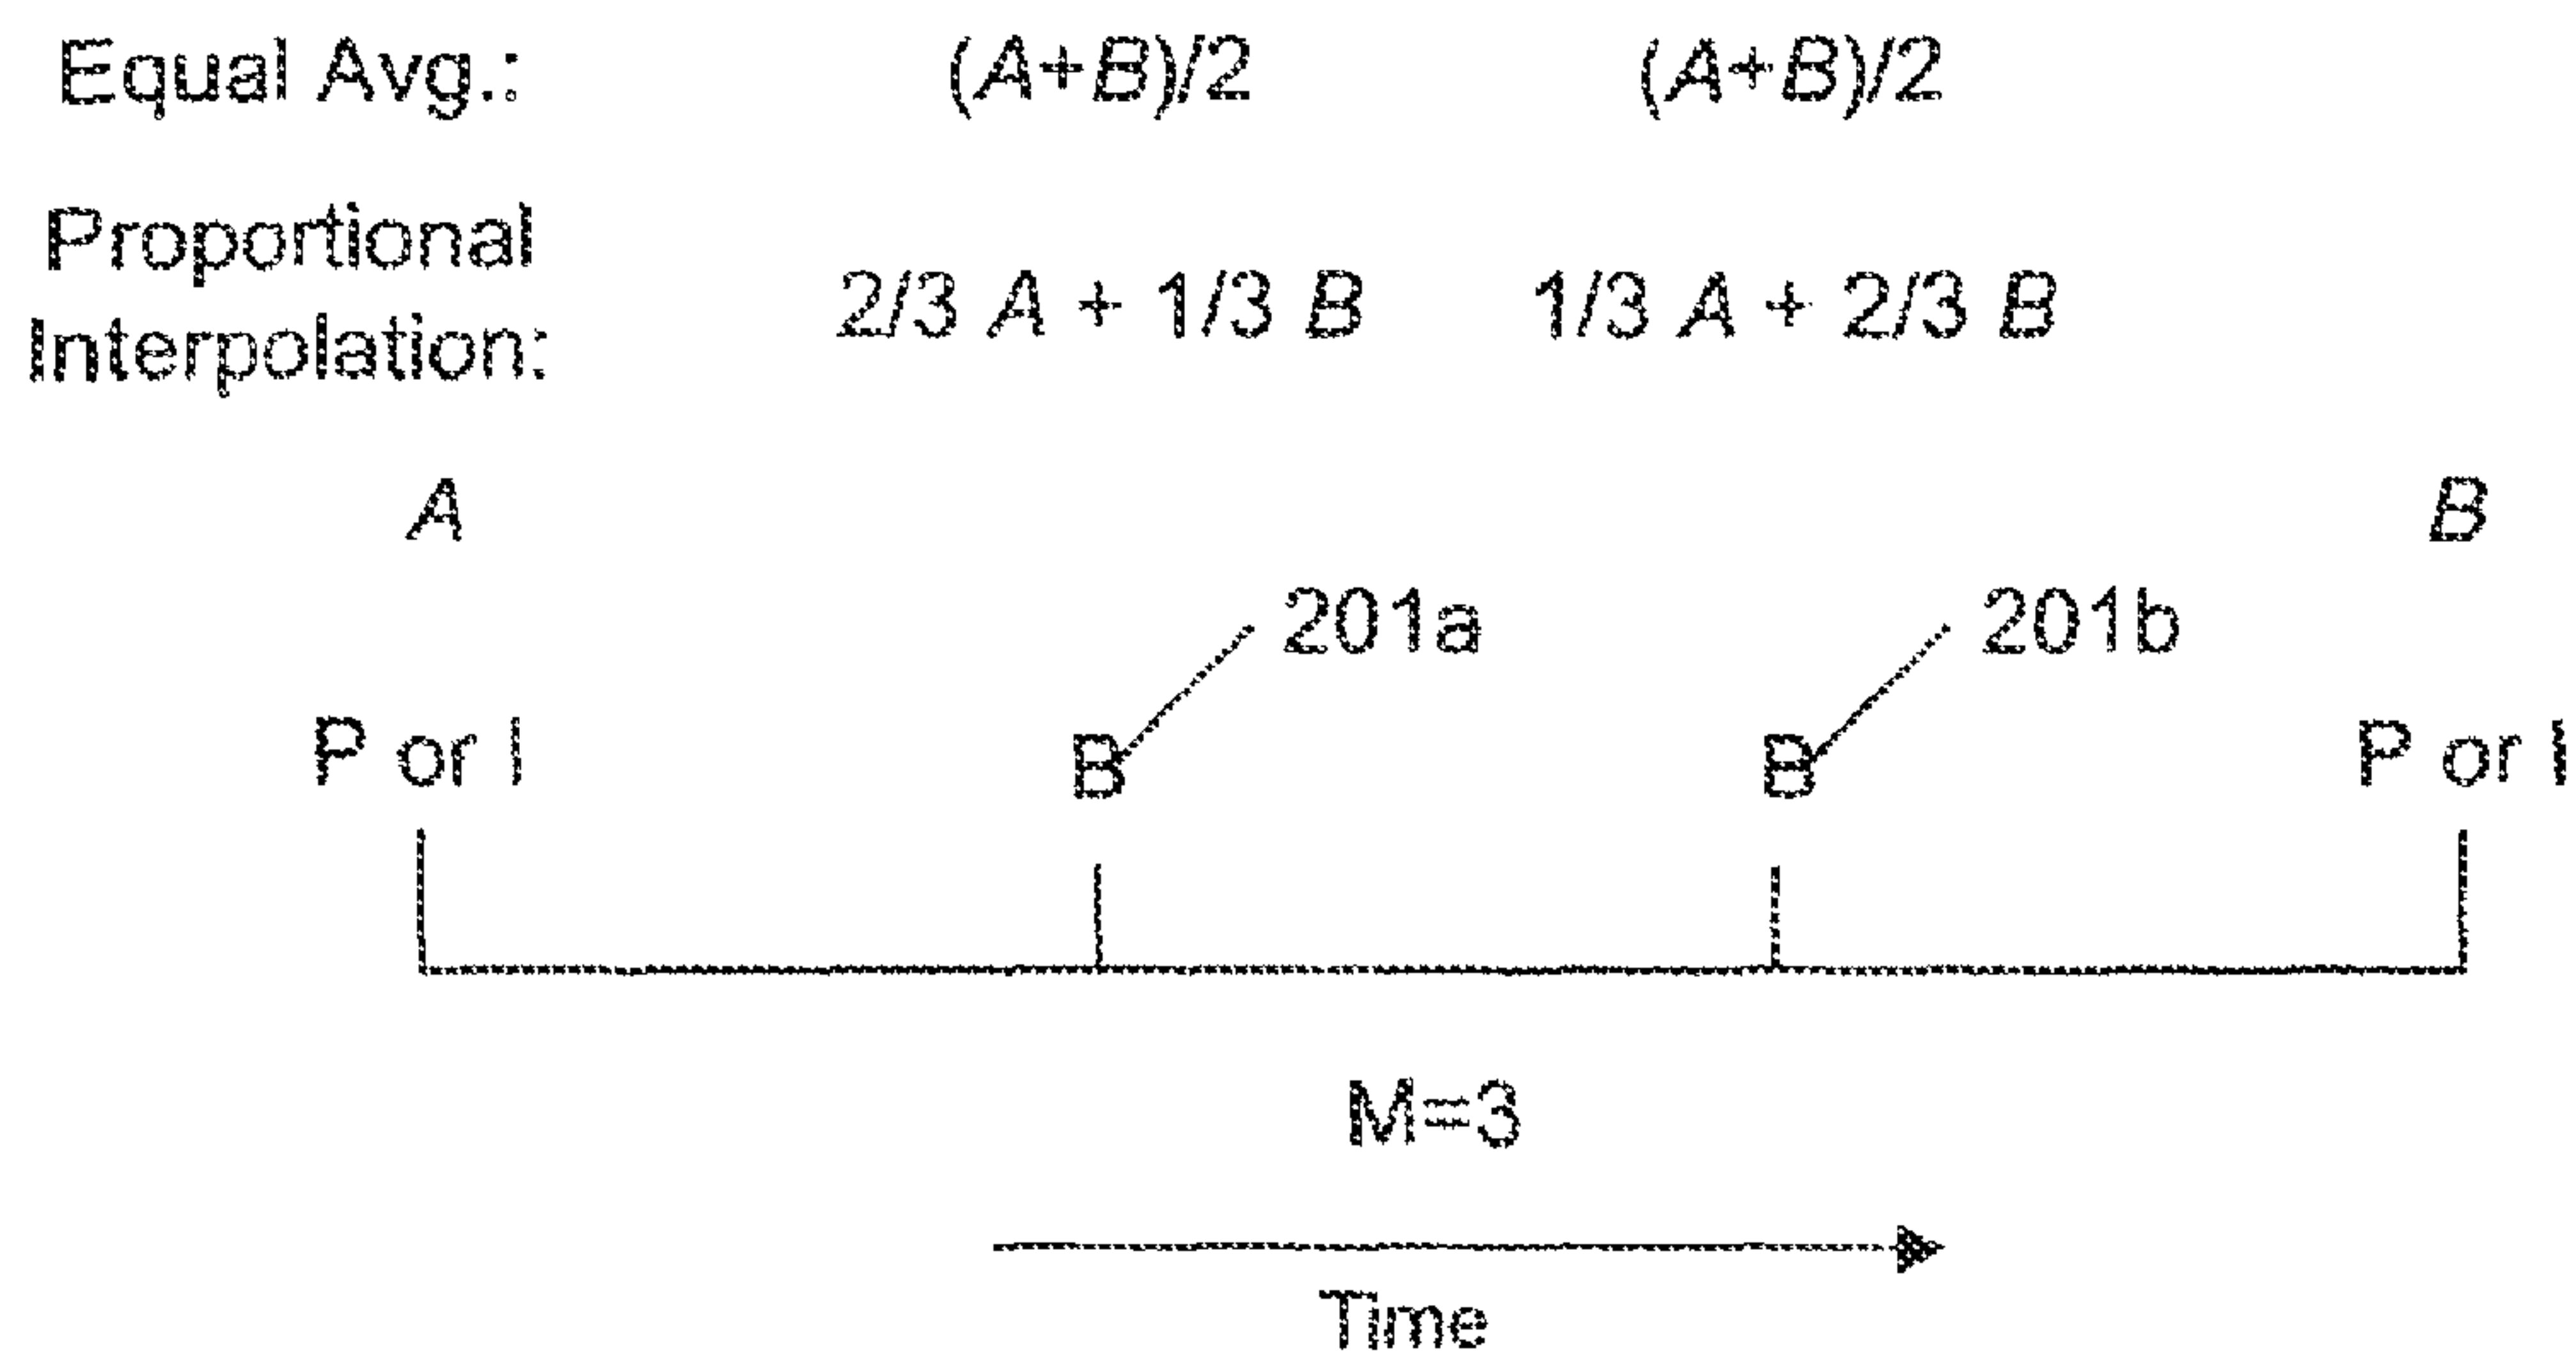 Equal Avg.: (A+B)/2 (A+B)/2
Proportional
Interpolation: 2/3 A + 1/3 B 1/3 A + 2/3 B
A B
201a 201b
P or I B B P or I
M=3
Time